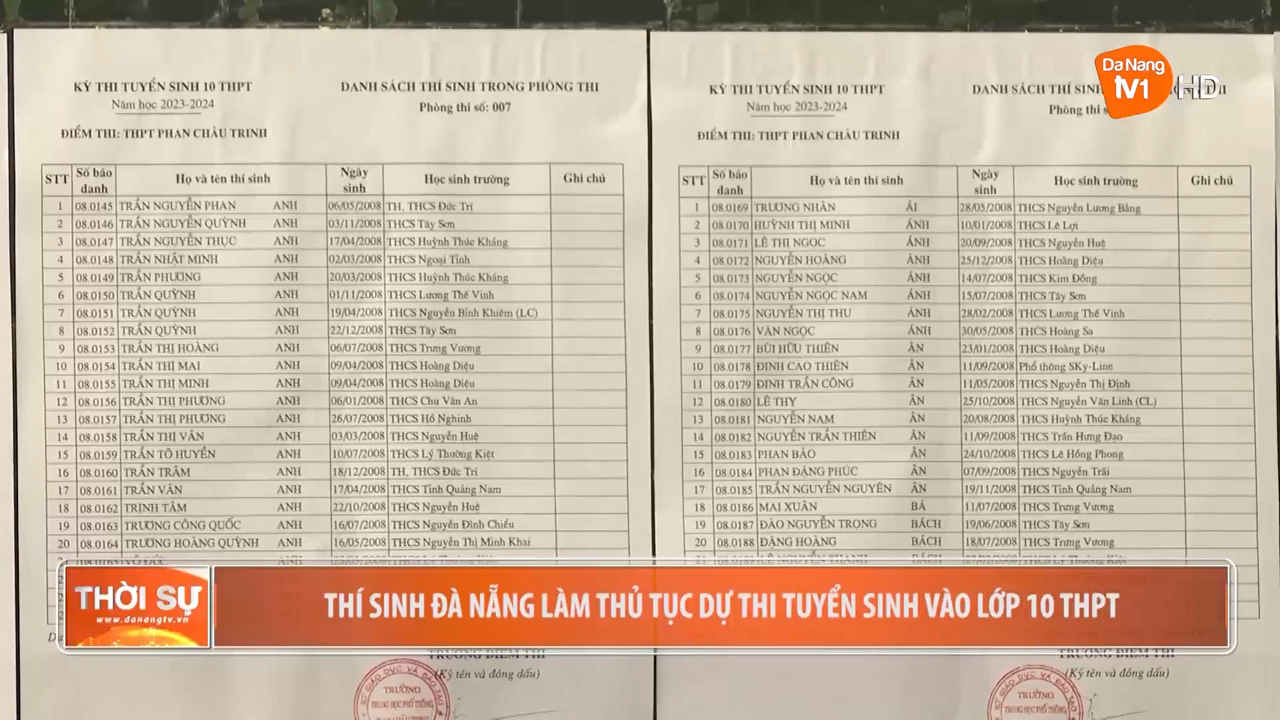 Da Nang
tv1 HD
KỲ THI TUYỂN SINH 10 THPT
Năm học 2023-2024
DANH SÁCH THÍ SINH TRONG PHÒNG THI
Phòng thi số: 007
ĐIỂM THI: THPT PHAN CHÂU TRINH
STT Số báo danh Họ và tên thí sinh Ngày sinh Học sinh trường Ghi chú
1 08.0145 TRẦN NGUYỄN PHAN ANH 06/05/2008 TH, THCS Đức Trí
2 08.0146 TRẦN NGUYỄN QUỲNH ANH 03/11/2008 THCS Tây Sơn
3 08.0147 TRẦN NGUYỄN THỤC ANH 17/04/2008 THCS Huỳnh Thúc Kháng
4 08.0148 TRẦN NHẬT MINH ANH 02/03/2008 THCS Ngoại Tỉnh
5 08.0149 TRẦN PHƯƠNG ANH 20/03/2008 THCS Huỳnh Thúc Kháng
6 08.0150 TRẦN QUỲNH ANH 01/11/2008 THCS Lương Thế Vinh
7 08.0151 TRẦN QUỲNH ANH 19/04/2008 THCS Nguyễn Bỉnh Khiêm (LC)
8 08.0152 TRẦN QUỲNH ANH 22/12/2008 THCS Tây Sơn
9 08.0153 TRẦN THỊ HOÀNG ANH 06/07/2008 THCS Trưng Vương
10 08.0154 TRẦN THỊ MAI ANH 09/04/2008 THCS Hoàng Diệu
11 08.0155 TRẦN THỊ MINH ANH 09/04/2008 THCS Hoàng Diệu
12 08.0156 TRẦN THỊ PHƯƠNG ANH 06/01/2008 THCS Chu Văn An
13 08.0157 TRẦN THỊ PHƯƠNG ANH 26/07/2008 THCS Hồ Nghinh
14 08.0158 TRẦN THỊ VÂN ANH 03/03/2008 THCS Nguyễn Huệ
15 08.0159 TRẦN TÔ HUYỀN ANH 10/07/2008 THCS Lý Thường Kiệt
16 08.0160 TRẦN TRÂM ANH 18/12/2008 TH, THCS Đức Trí
17 08.0161 TRẦN VÂN ANH 17/04/2008 THCS Tỉnh Quảng Nam
18 08.0162 TRỊNH TÂM ANH 22/10/2008 THCS Nguyễn Huệ
19 08.0163 TRƯƠNG CÔNG QUỐC ANH 16/07/2008 THCS Nguyễn Đình Chiểu
20 08.0164 TRƯƠNG HOÀNG QUỲNH ANH 16/05/2008 THCS Nguyễn Thị Minh Khai
KỲ THI TUYỂN SINH 10 THPT
Năm học 2023-2024
DANH SÁCH THÍ SINH
Phòng thi
ĐIỂM THI: THPT PHAN CHÂU TRINH
STT Số báo danh Họ và tên thí sinh Ngày sinh Học sinh trường Ghi chú
1 08.0169 TRƯƠNG NHÂN ÁI 28/05/2008 THCS Nguyễn Lương Bằng
2 08.0170 HUỲNH THỊ MINH ÁNH 10/01/2008 THCS Lê Lợi
3 08.0171 LÊ THỊ NGỌC ÁNH 20/09/2008 THCS Nguyễn Huệ
4 08.0172 NGUYỄN HOÀNG ÁNH 25/12/2008 THCS Hoàng Diệu
5 08.0173 NGUYỄN NGỌC ÁNH 14/07/2008 THCS Kim Đồng
6 08.0174 NGUYỄN NGỌC NAM ÁNH 15/07/2008 THCS Tây Sơn
7 08.0175 NGUYỄN THỊ THU ÁNH 28/02/2008 THCS Lương Thế Vinh
8 08.0176 VĂN NGỌC ÁNH 30/05/2008 THCS Hoàng Sa
9 08.0177 BÙI HỮU THIÊN ÂN 23/01/2008 THCS Hoàng Diệu
10 08.0178 ĐINH CAO THIÊN ÂN 11/09/2008 Phổ thông SKy-Line
11 08.0179 ĐINH TRẦN CÔNG ÂN 11/05/2008 THCS Nguyễn Thị Định
12 08.0180 LÊ THY ÂN 25/10/2008 THCS Nguyễn Văn Linh (CL)
13 08.0181 NGUYỄN NAM ÂN 20/08/2008 THCS Huỳnh Thúc Kháng
14 08.0182 NGUYỄN TRẦN THIÊN ÂN 11/09/2008 THCS Trần Hưng Đạo
15 08.0183 PHAN BẢO ÂN 24/10/2008 THCS Lê Hồng Phong
16 08.0184 PHAN ĐẶNG PHÚC ÂN 07/09/2008 THCS Nguyễn Trãi
17 08.0185 TRẦN NGUYỄN NGUYÊN ÂN 19/11/2008 THCS Tỉnh Quảng Nam
18 08.0186 MAI XUÂN BÁ 11/07/2008 THCS Trưng Vương
19 08.0187 ĐÀO NGUYỄN TRỌNG BÁCH 19/06/2008 THCS Tây Sơn
20 08.0188 ĐẶNG HOÀNG BÁCH 18/07/2008 THCS Trưng Vương
THỜI SỰ
www.danangtv.vn
THÍ SINH ĐÀ NẴNG LÀM THỦ TỤC DỰ THI TUYỂN SINH VÀO LỚP 10 THPT
TRƯỞNG ĐIỂM THI
(Ký tên và đóng dấu)
SỞ GIÁO DỤC VÀ ĐÀO TẠO
TRƯỜNG
TRUNG HỌC PHỔ THÔNG
TRƯỞNG ĐIỂM THI
(Ký tên và đóng dấu)
TRƯỜNG
TRUNG HỌC PHỔ THÔNG